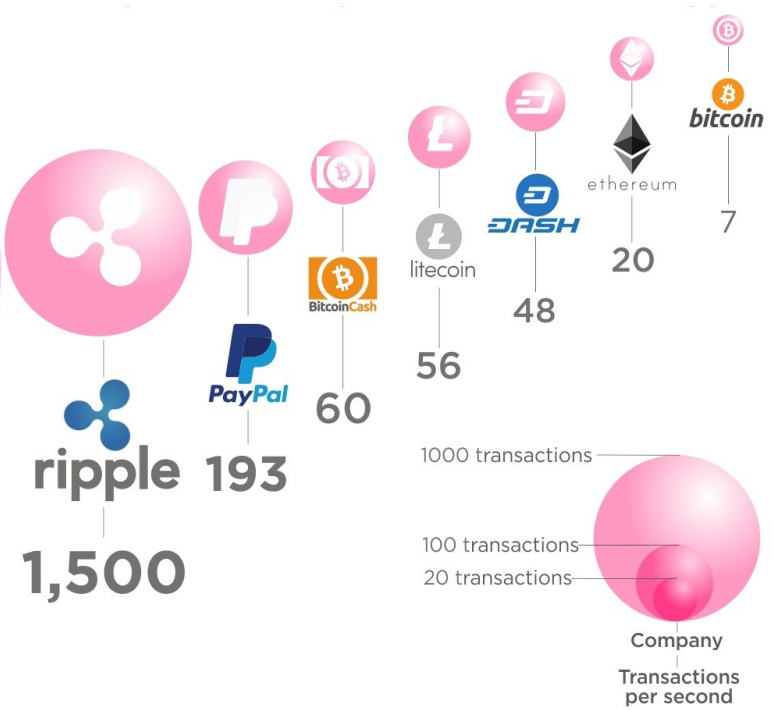 ripple
1,500
PayPal
193
BitcoinCash
60
litecoin
56
DASH
48
ethereum
20
bitcoin
7
1000 transactions
100 transactions
20 transactions
Company
Transactions
per second